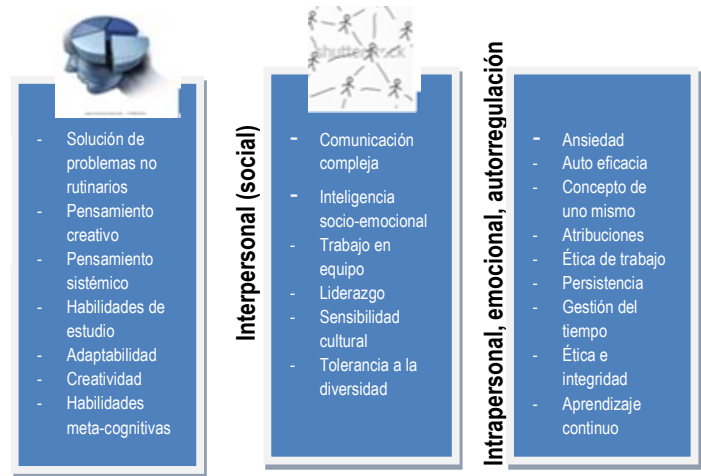 - Solución de
problemas no
rutinarios
- Pensamiento
creativo
- Pensamiento
sistémico
- Habilidades de
estudio
- Adaptabilidad
- Creatividad
- Habilidades
meta-cognitivas
Interpersonal (social)
shutterstock
- Comunicación
compleja
- Inteligencia
socio-emocional
- Trabajo en
equipo
- Liderazgo
- Sensibilidad
cultural
- Tolerancia a la
diversidad
Intrapersonal, emocional, autorregulación
- Ansiedad
- Auto eficacia
- Concepto de
uno mismo
- Atribuciones
- Ética de trabajo
- Persistencia
- Gestión del
tiempo
- Ética e
integridad
- Aprendizaje
continuo